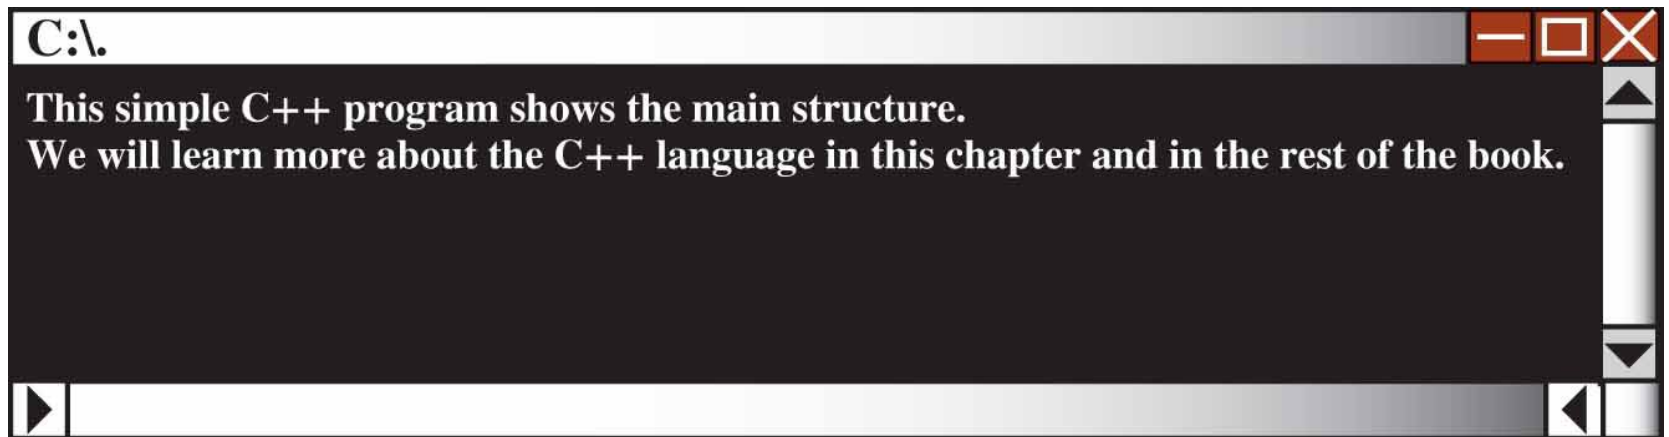 C:\.
This simple C++ program shows the main structure.
We will learn more about the C++ language in this chapter and in the rest of the book.